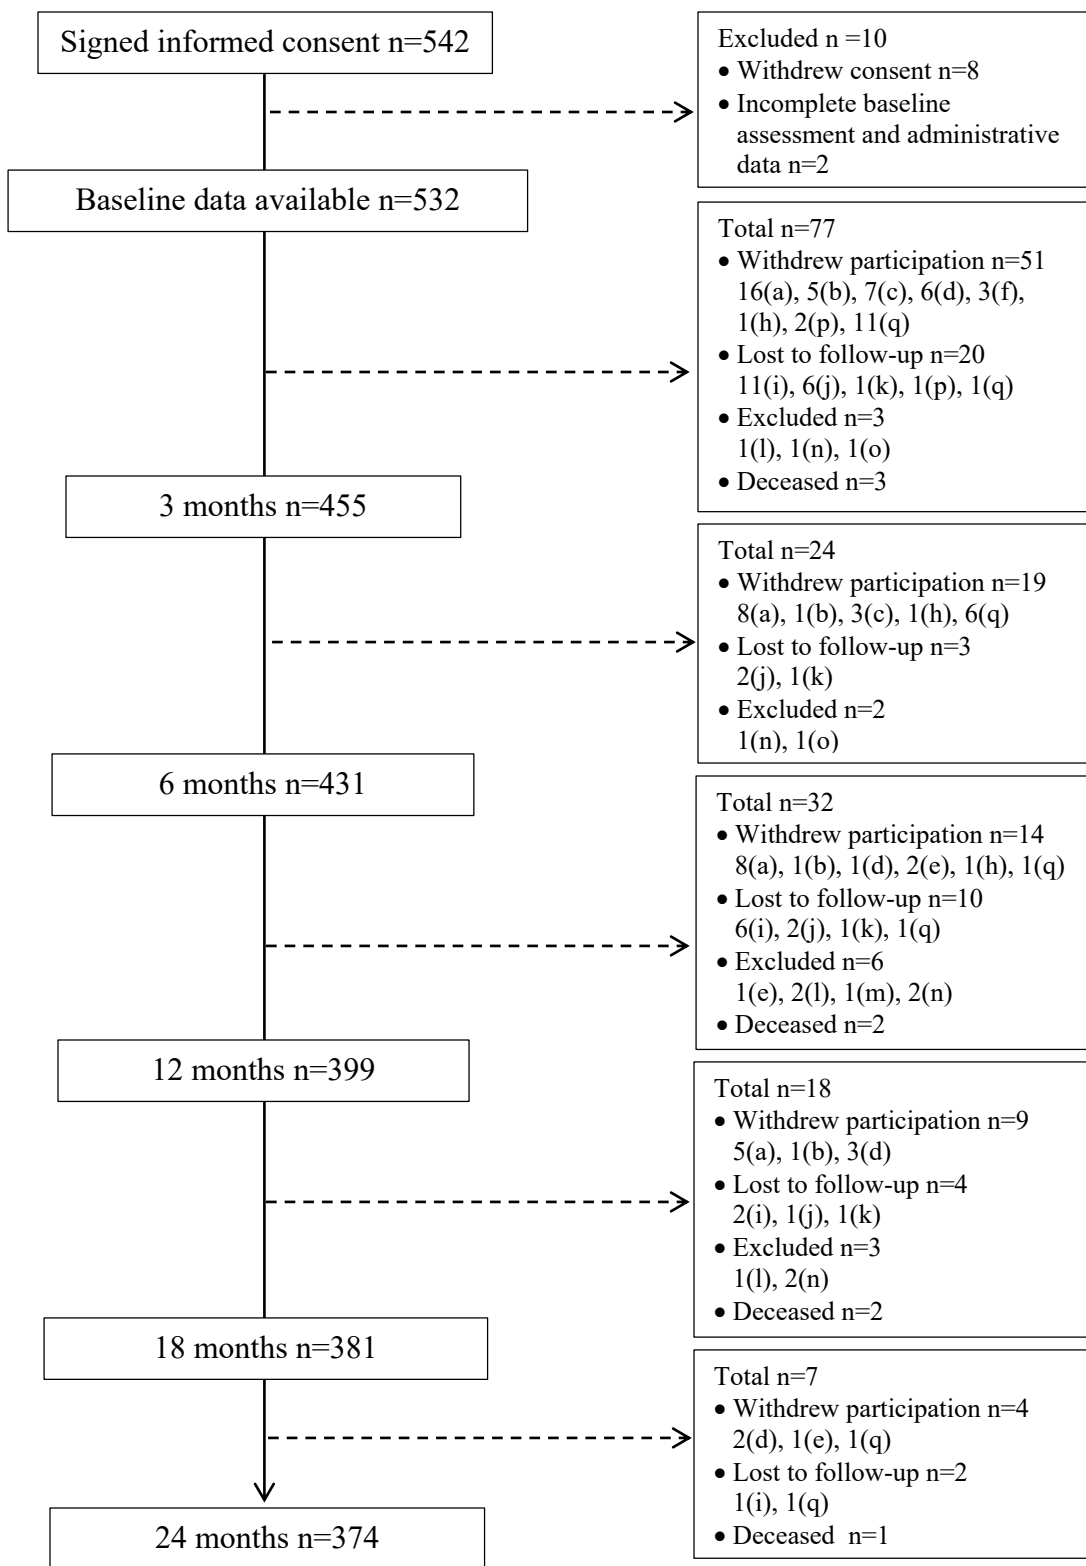 Signed informed consent n=542
Excluded n =10
• Withdrew consent n=8
• Incomplete baseline
assessment and administrative
data n=2
Baseline data available n=532
Total n=77
• Withdrew participation n=51
16(a), 5(b), 7(c), 6(d), 3(f),
1(h), 2(p), 11(q)
• Lost to follow-up n=20
11(i), 6(j), 1(k), 1(p), 1(q)
• Excluded n=3
1(l), 1(n), 1(o)
• Deceased n=3
3 months n=455
Total n=24
• Withdrew participation n=19
8(a), 1(b), 3(c), 1(h), 6(q)
• Lost to follow-up n=3
2(j), 1(k)
• Excluded n=2
1(n), 1(o)
6 months n=431
Total n=32
• Withdrew participation n=14
8(a), 1(b), 1(d), 2(e), 1(h), 1(q)
• Lost to follow-up n=10
6(i), 2(j), 1(k), 1(q)
• Excluded n=6
1(e), 2(l), 1(m), 2(n)
• Deceased n=2
12 months n=399
Total n=18
• Withdrew participation n=9
5(a), 1(b), 3(d)
• Lost to follow-up n=4
2(i), 1(j), 1(k)
• Excluded n=3
1(l), 2(n)
• Deceased n=2
18 months n=381
Total n=7
• Withdrew participation n=4
2(d), 1(e), 1(q)
• Lost to follow-up n=2
1(i), 1(q)
• Deceased  n=1
24 months n=374